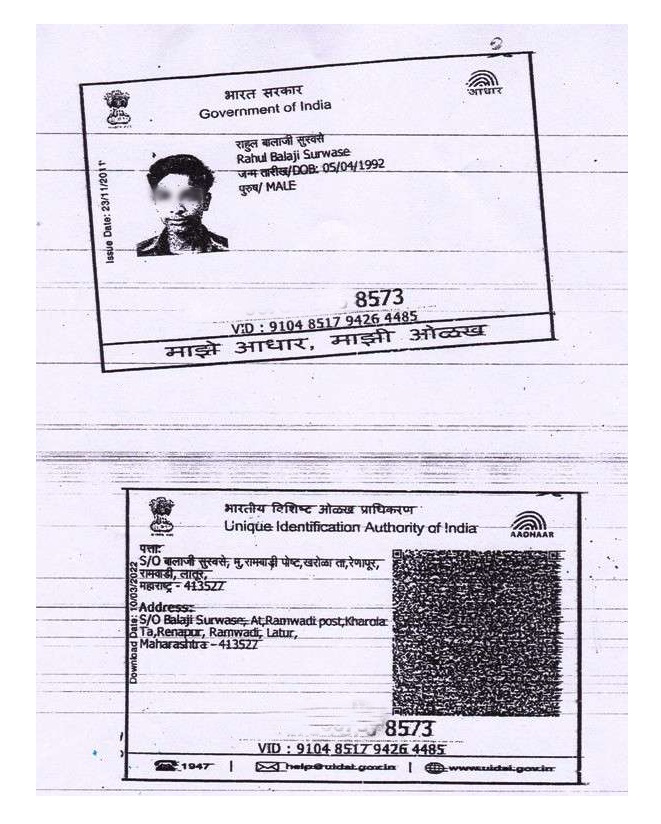 भारत सरकार
Government of India
आधार
राहुल बालाजी सुरवसे
Rahul Balaji Surwase
जन्म तारीख/DOB: 05/04/1992
पुरुष/ MALE
Issue Date: 23/11/2011
8573
VID : 9104 8517 9426 4485
माझे आधार, माझी ओळख
भारतीय विशिष्ट ओळख प्राधिकरण
Unique Identification Authority of India
AADHAAR
पत्ता:
S/O बालाजी सुरवसे, मु,रामवाड़ी पोष्ट,खरोळा ता,रेणापूर,
रामवाडी, लातूर,
महाराष्ट्र - 413527
Address:
S/O Balaji Surwase, At,Ramwadi post,Kharola
Ta,Renapur, Ramwadi, Latur,
Maharashtra - 413527
Download Date: 10/03/2022
8573
VID : 9104 8517 9426 4485
1947 | help@uidai.gov.in | www.uidai.gov.in